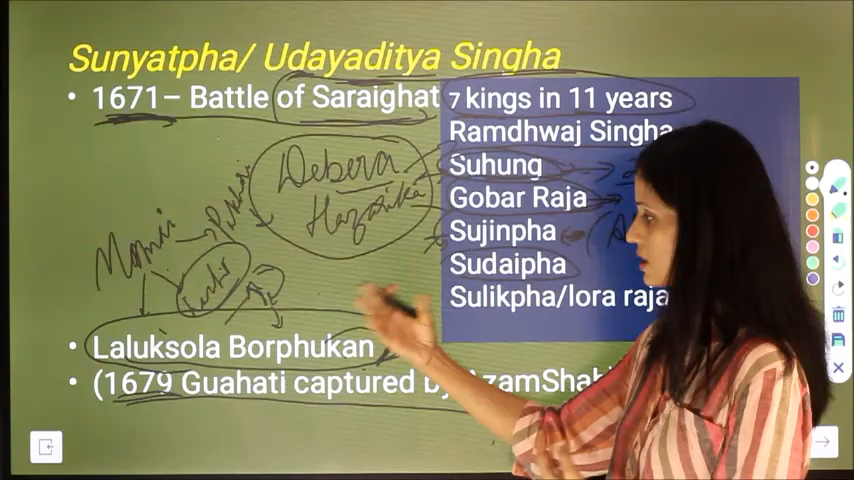 Sunyatpha/ Udayaditya Singha
• 1671– Battle of Saraighat
7 kings in 11 years
Ramdhwaj Singha
Suhung
Gobar Raja
Sujinpha
Sudaipha
Sulikpha/lora raja
Debera
Hazarika
• Laluksola Borphukan
• (1679 Guahati captured by AzamShah